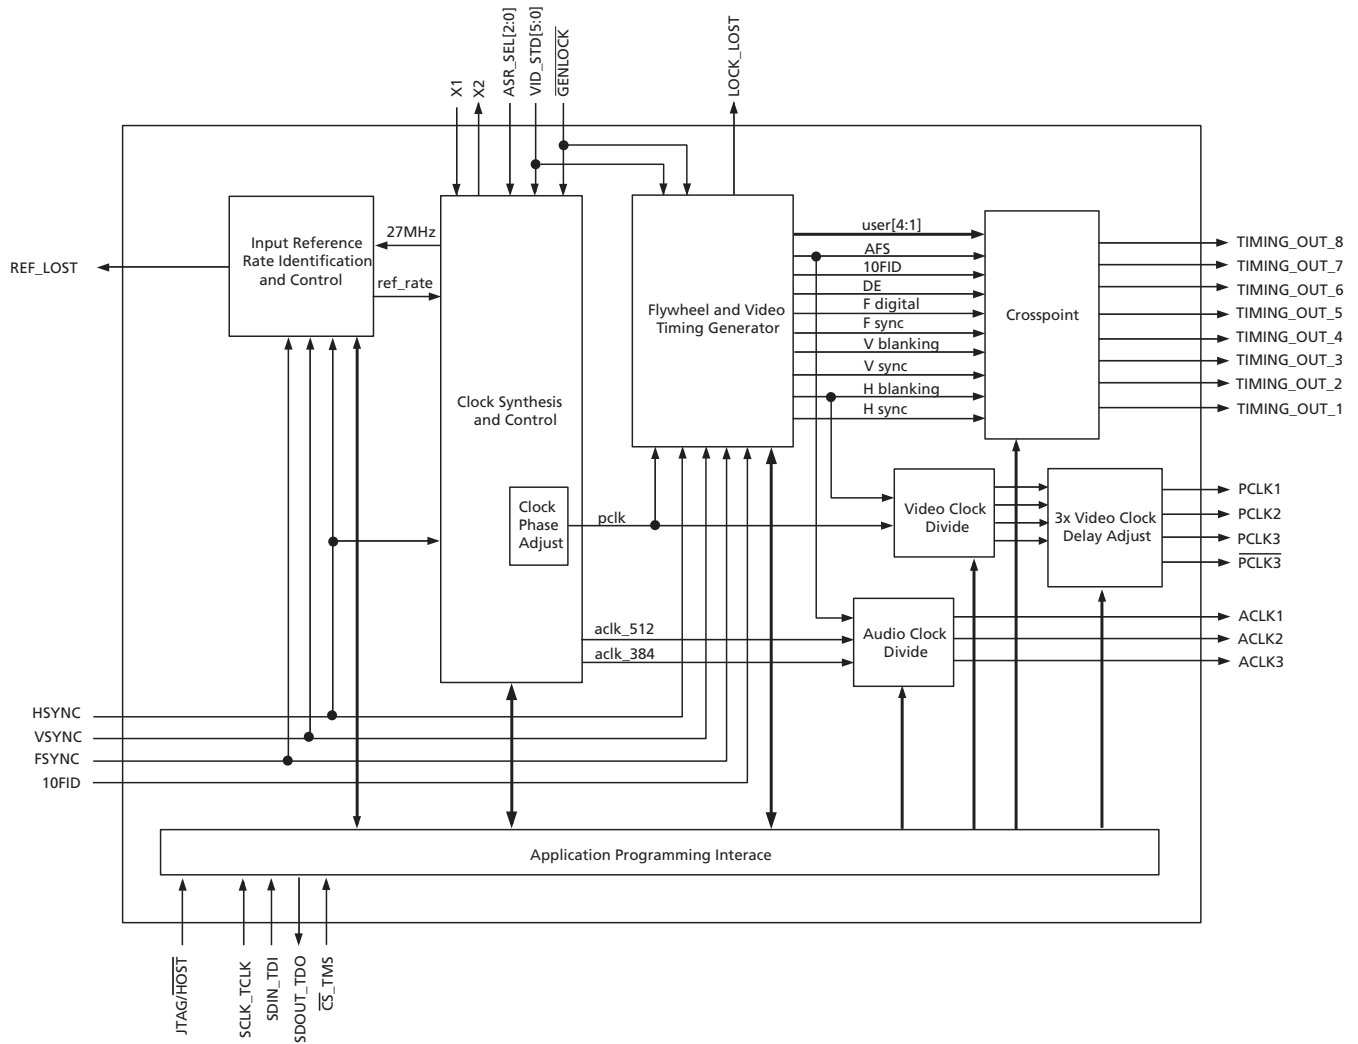 X1
X2
ASR_SEL[2:0]
VID_STD[5:0]
GENLOCK
LOCK_LOST
REF_LOST
Input Reference
Rate Identification
and Control
27MHz
ref_rate
Clock Synthesis
and Control
Clock
Phase
Adjust
pclk
aclk_512
aclk_384
Flywheel and Video
Timing Generator
user[4:1]
AFS
10FID
DE
F digital
F sync
V blanking
V sync
H blanking
H sync
Crosspoint
TIMING_OUT_8
TIMING_OUT_7
TIMING_OUT_6
TIMING_OUT_5
TIMING_OUT_4
TIMING_OUT_3
TIMING_OUT_2
TIMING_OUT_1
Video Clock
Divide
3x Video Clock
Delay Adjust
PCLK1
PCLK2
PCLK3
PCLK3
Audio Clock
Divide
ACLK1
ACLK2
ACLK3
HSYNC
VSYNC
FSYNC
10FID
Application Programming Interace
JTAG/HOST
SCLK_TCLK
SDIN_TDI
SDOUT_TDO
CS_TMS